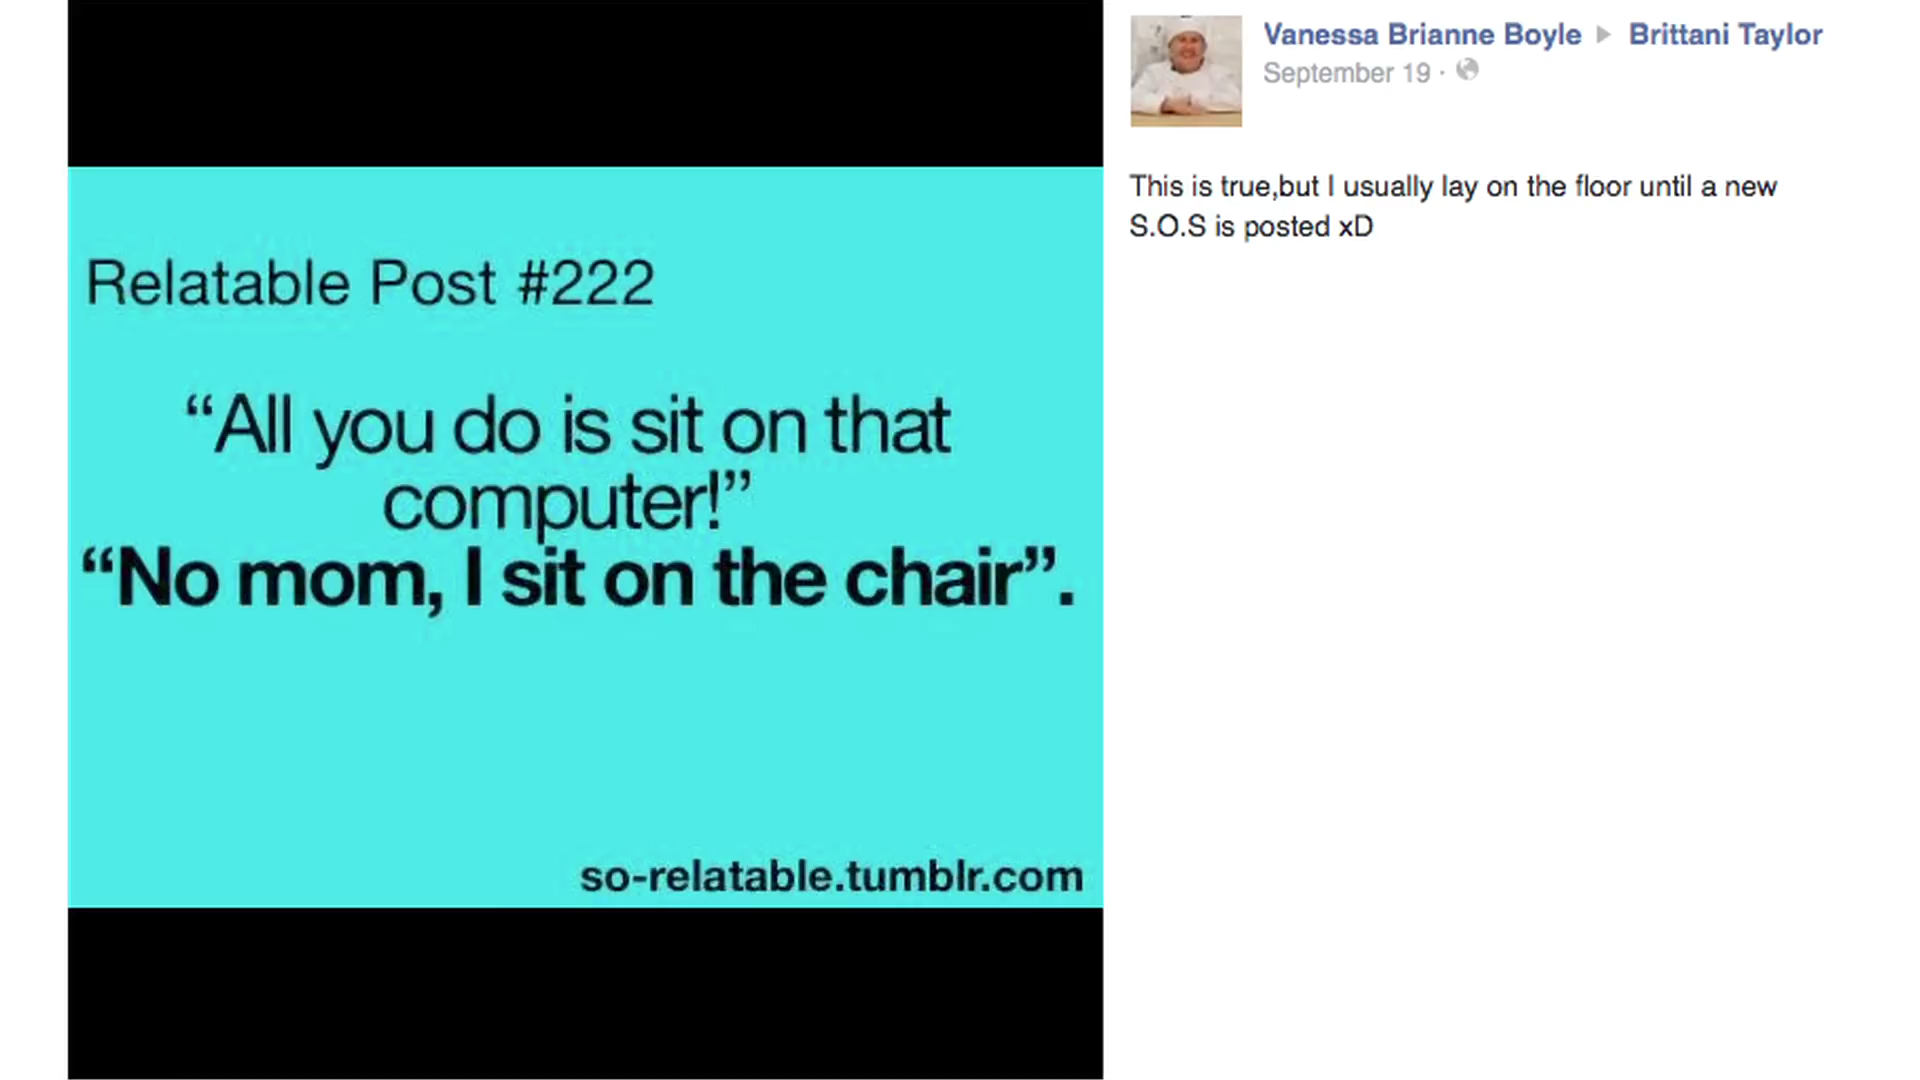 Relatable Post #222
“All you do is sit on that
computer!”
“No mom, I sit on the chair”.
so-relatable.tumblr.com
Vanessa Brianne Boyle ▸ Brittani Taylor
September 19 ·
This is true,but I usually lay on the floor until a new
S.O.S is posted xD